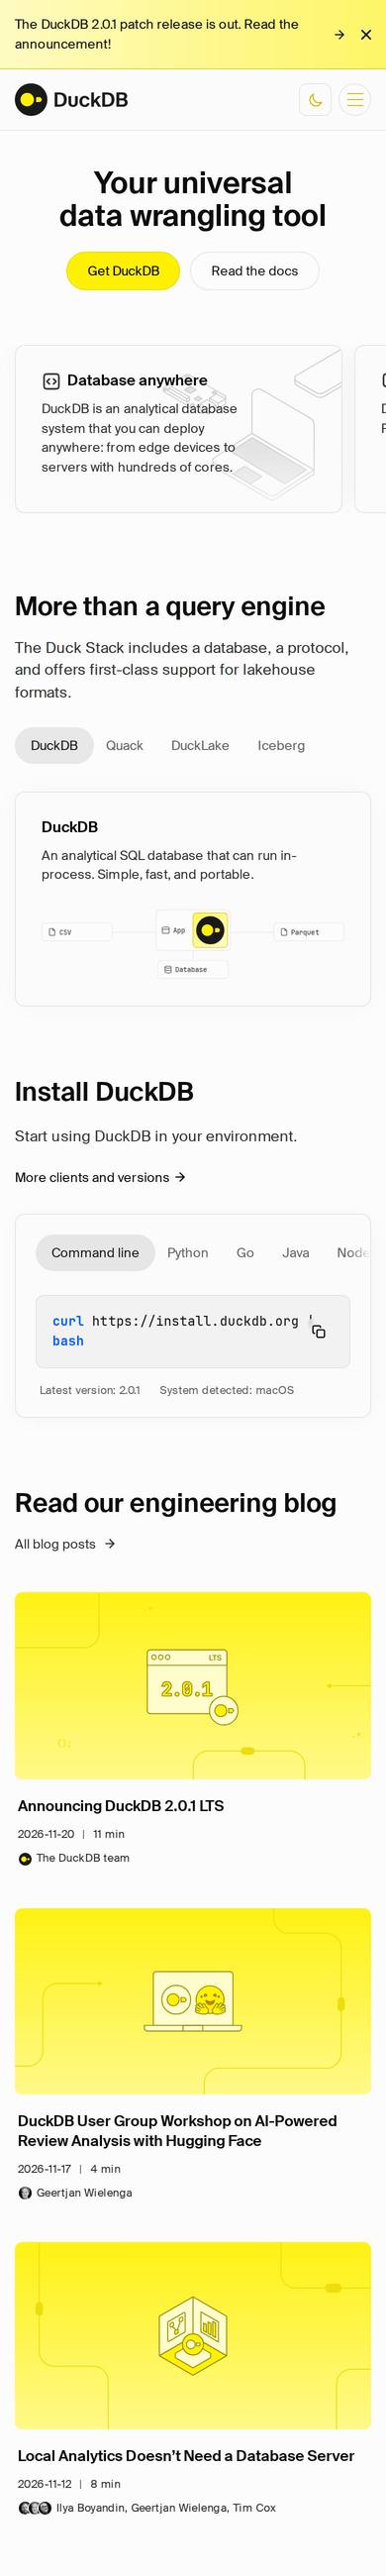 The DuckDB 2.0.1 patch release is out. Read the
announcement!
DuckDB
Your universal
data wrangling tool
Get DuckDB
Read the docs
Database anywhere
DuckDB is an analytical database
system that you can deploy
anywhere: from edge devices to
servers with hundreds of cores.
More than a query engine
The Duck Stack includes a database, a protocol,
and offers first-class support for lakehouse
formats.
DuckDB
Quack
DuckLake
Iceberg
DuckDB
An analytical SQL database that can run in-
process. Simple, fast, and portable.
CSV
App
Parquet
Database
Install DuckDB
Start using DuckDB in your environment.
More clients and versions →
Command line
Python
Go
Java
Node
curl https://install.duckdb.org
bash
Latest version: 2.0.1
System detected: macOS
Read our engineering blog
All blog posts →
LTS
2.0.1
Announcing DuckDB 2.0.1 LTS
2026-11-20 | 11 min
The DuckDB team
DuckDB User Group Workshop on AI-Powered
Review Analysis with Hugging Face
2026-11-17 | 4 min
Geertjan Wielenga
Local Analytics Doesn’t Need a Database Server
2026-11-12 | 8 min
Ilya Boyandin, Geertjan Wielenga, Tim Cox